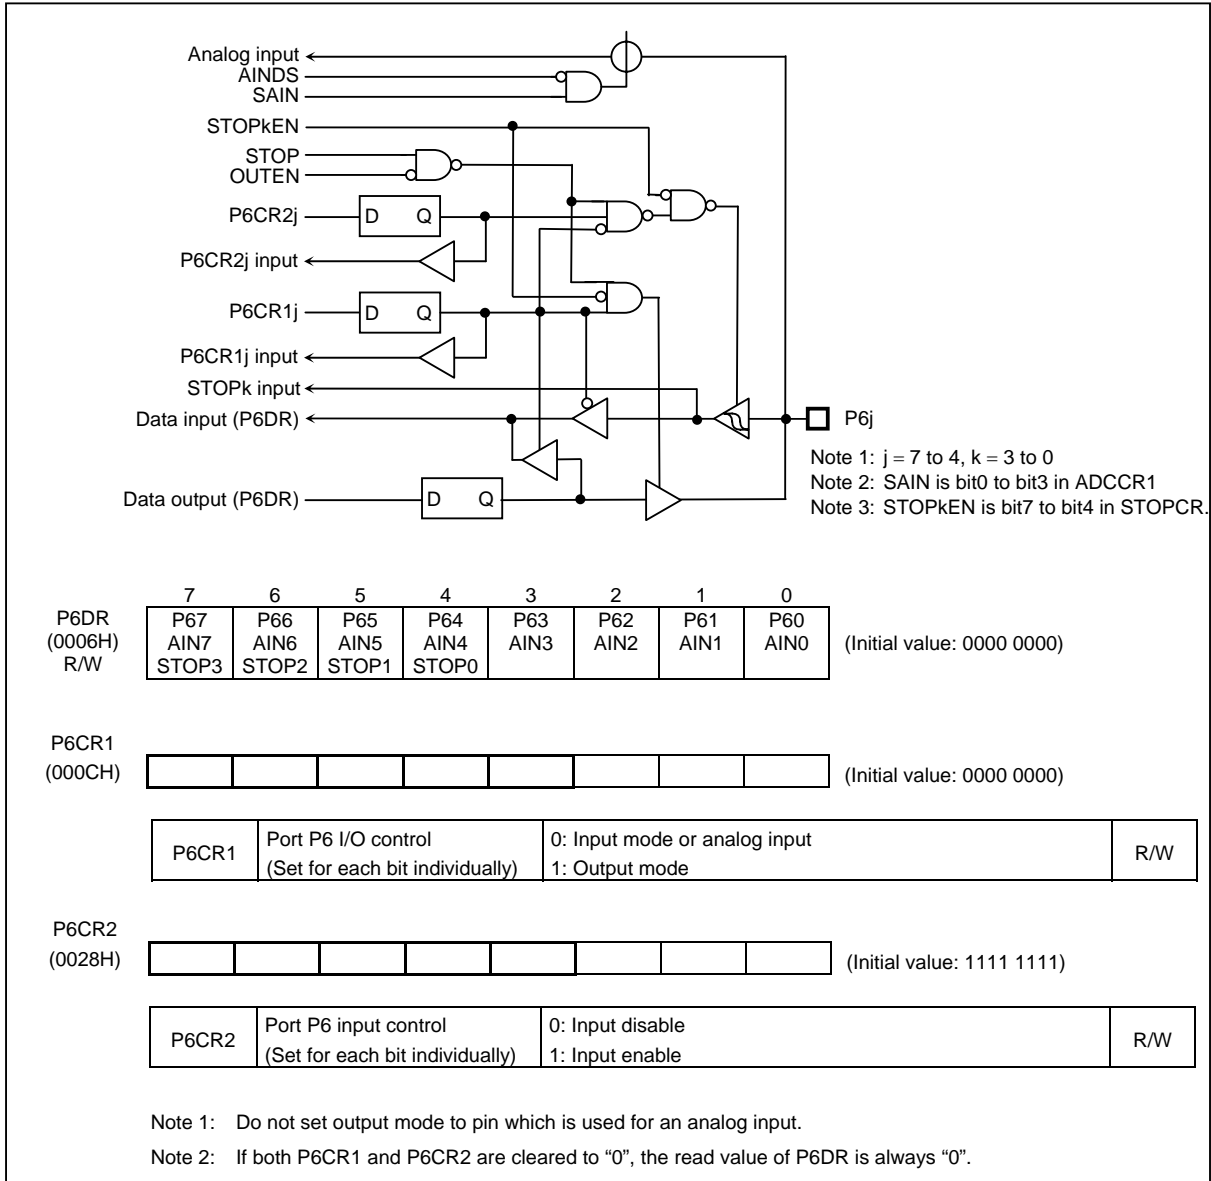 Analog input
AINDS
SAIN
STOPkEN
STOP
OUTEN
P6CR2j
D Q
P6CR2j input
P6CR1j
D Q
P6CR1j input
STOPk input
Data input (P6DR)
P6j
Note 1: j = 7 to 4, k = 3 to 0
Note 2: SAIN is bit0 to bit3 in ADCCR1
Data output (P6DR)
D Q
Note 3: STOPkEN is bit7 to bit4 in STOPCR.
7 6 5 4 3 2 1 0
P6DR
(0006H)
R/W
P67 P66 P65 P64 P63 P62 P61 P60
AIN7 AIN6 AIN5 AIN4 AIN3 AIN2 AIN1 AIN0
STOP3 STOP2 STOP1 STOP0
(Initial value: 0000 0000)
P6CR1
(000CH)
(Initial value: 0000 0000)
P6CR1
Port P6 I/O control
(Set for each bit individually)
0: Input mode or analog input
1: Output mode
R/W
P6CR2
(0028H)
(Initial value: 1111 1111)
P6CR2
Port P6 input control
(Set for each bit individually)
0: Input disable
1: Input enable
R/W
Note 1: Do not set output mode to pin which is used for an analog input.
Note 2: If both P6CR1 and P6CR2 are cleared to “0”, the read value of P6DR is always “0”.